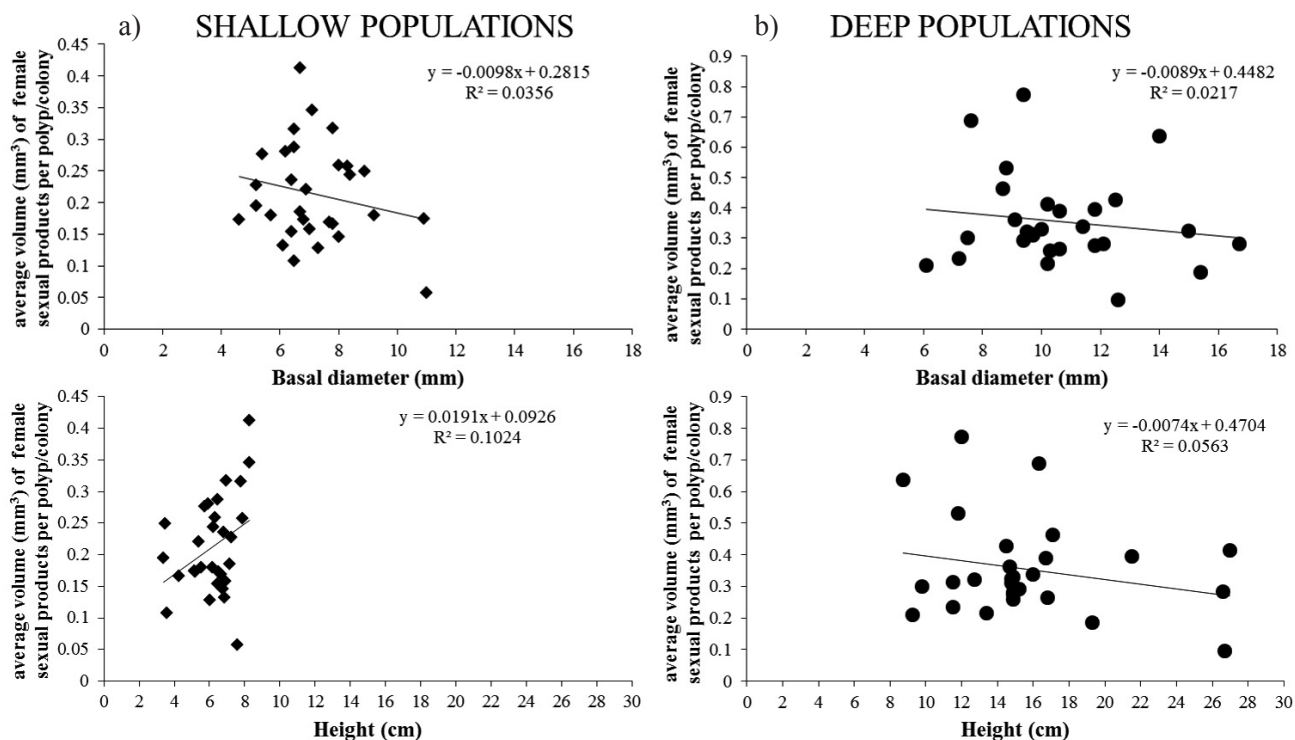 a) SHALLOW POPULATIONS
average volume (mm³) of female
sexual products per polyp/colony
0.45
0.4
0.35
0.3
0.25
0.2
0.15
0.1
0.05
0
y = -0.0098x + 0.2815
R² = 0.0356
0 2 4 6 8 10 12 14 16 18
Basal diameter (mm)
b) DEEP POPULATIONS
average volume (mm³) of female
sexual products per polyp/colony
0.9
0.8
0.7
0.6
0.5
0.4
0.3
0.2
0.1
0
y = -0.0089x + 0.4482
R² = 0.0217
0 2 4 6 8 10 12 14 16 18
Basal diameter (mm)
average volume (mm³) of female
sexual products per polyp/colony
0.45
0.4
0.35
0.3
0.25
0.2
0.15
0.1
0.05
0
y = 0.0191x + 0.0926
R² = 0.1024
0 2 4 6 8 10 12 14 16 18 20 22 24 26 28 30
Height (cm)
average volume (mm³) of female
sexual products per polyp/colony
0.9
0.8
0.7
0.6
0.5
0.4
0.3
0.2
0.1
0
y = -0.0074x + 0.4704
R² = 0.0563
0 2 4 6 8 10 12 14 16 18 20 22 24 26 28 30
Height (cm)